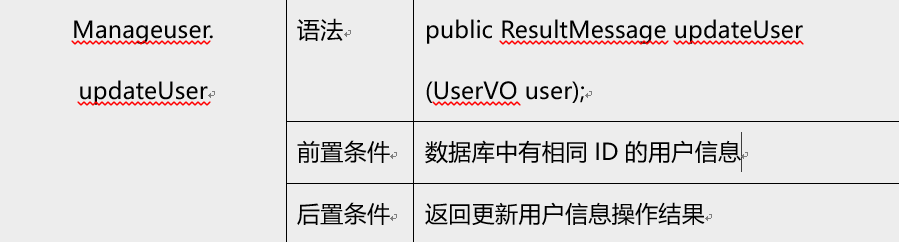 Manageuser.
updateUser
语法
public ResultMessage updateUser
(UserVO user);
前置条件
数据库中有相同 ID 的用户信息
后置条件
返回更新用户信息操作结果